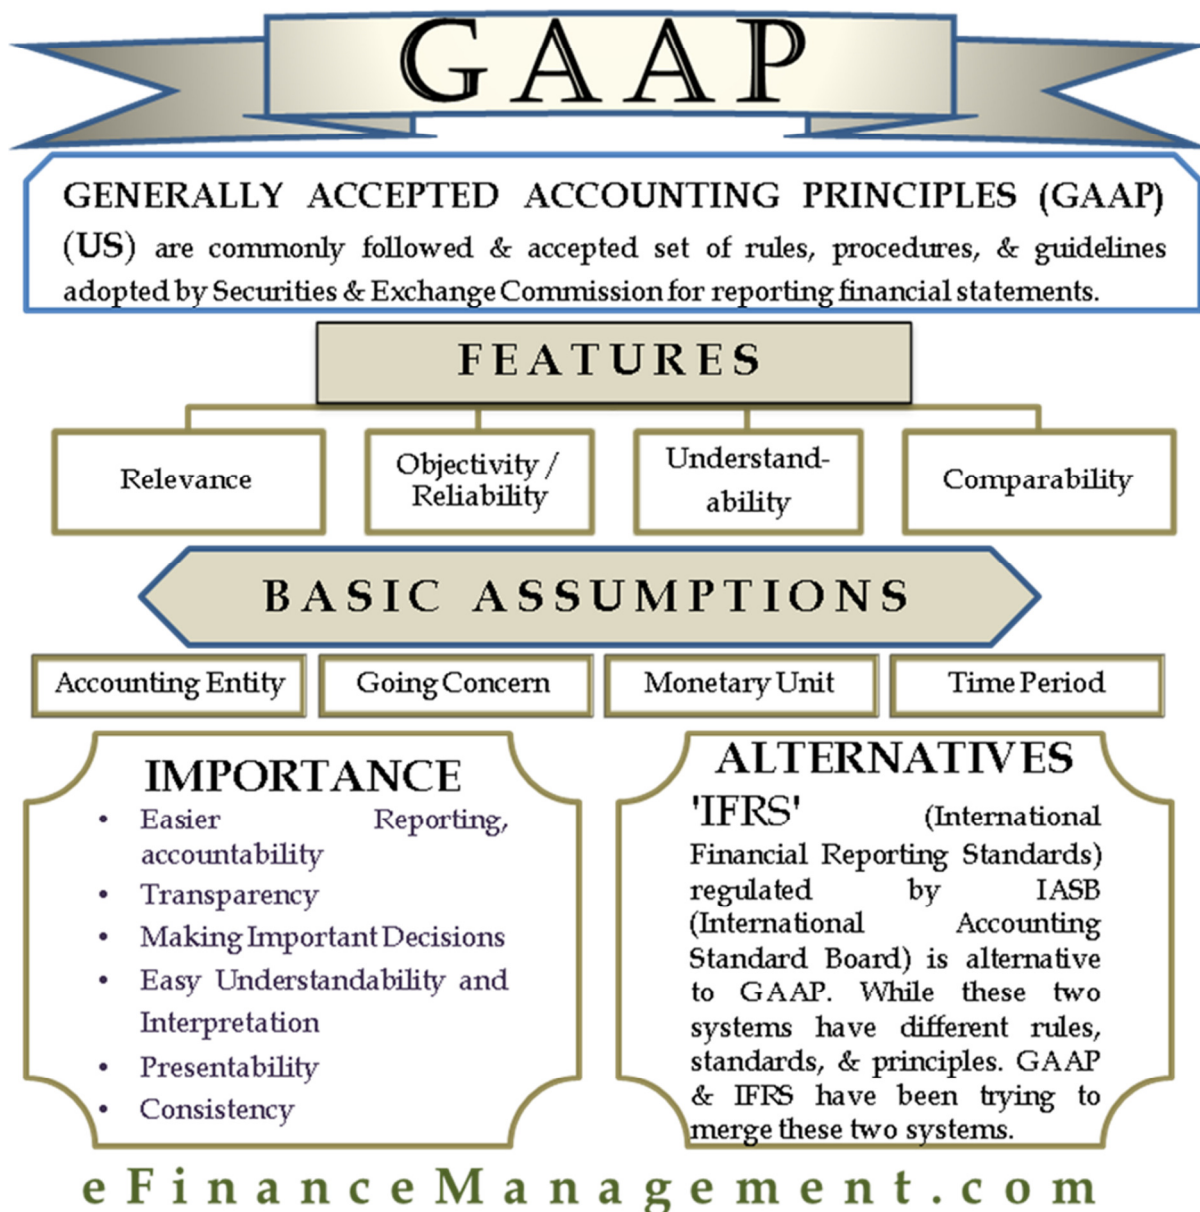 GAAP
GENERALLY ACCEPTED ACCOUNTING PRINCIPLES (GAAP)
(US) are commonly followed & accepted set of rules, procedures, & guidelines
adopted by Securities & Exchange Commission for reporting financial statements.
FEATURES
Relevance
Objectivity /
Reliability
Understand-
ability
Comparability
BASIC ASSUMPTIONS
Accounting Entity
Going Concern
Monetary Unit
Time Period
IMPORTANCE
• Easier Reporting,
accountability
• Transparency
• Making Important Decisions
• Easy Understandability and
Interpretation
• Presentability
• Consistency
ALTERNATIVES
'IFRS' (International
Financial Reporting Standards)
regulated by IASB
(International Accounting
Standard Board) is alternative
to GAAP. While these two
systems have different rules,
standards, & principles. GAAP
& IFRS have been trying to
merge these two systems.
eFinanceManagement.com